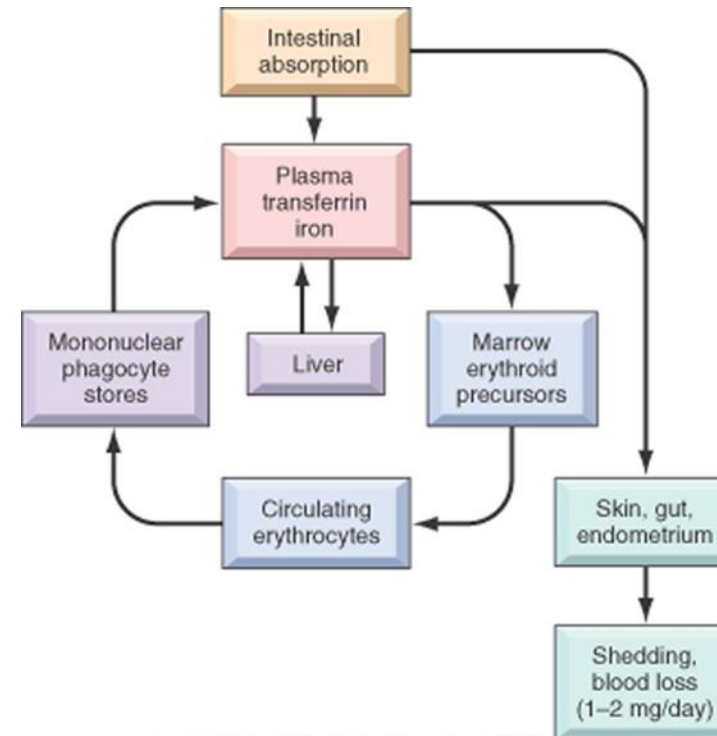 Intestinal
absorption
Plasma
transferrin
iron
Mononuclear
phagocyte
stores
Liver
Marrow
erythroid
precursors
Circulating
erythrocytes
Skin, gut,
endometrium
Shedding,
blood loss
(1–2 mg/day)